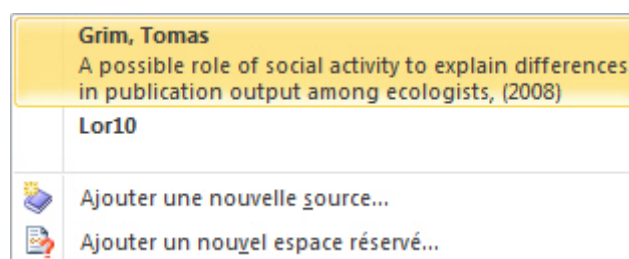 Grim, Tomas
A possible role of social activity to explain differences
in publication output among ecologists, (2008)
Lor10
Ajouter une nouvelle source...
Ajouter un nouvel espace réservé...